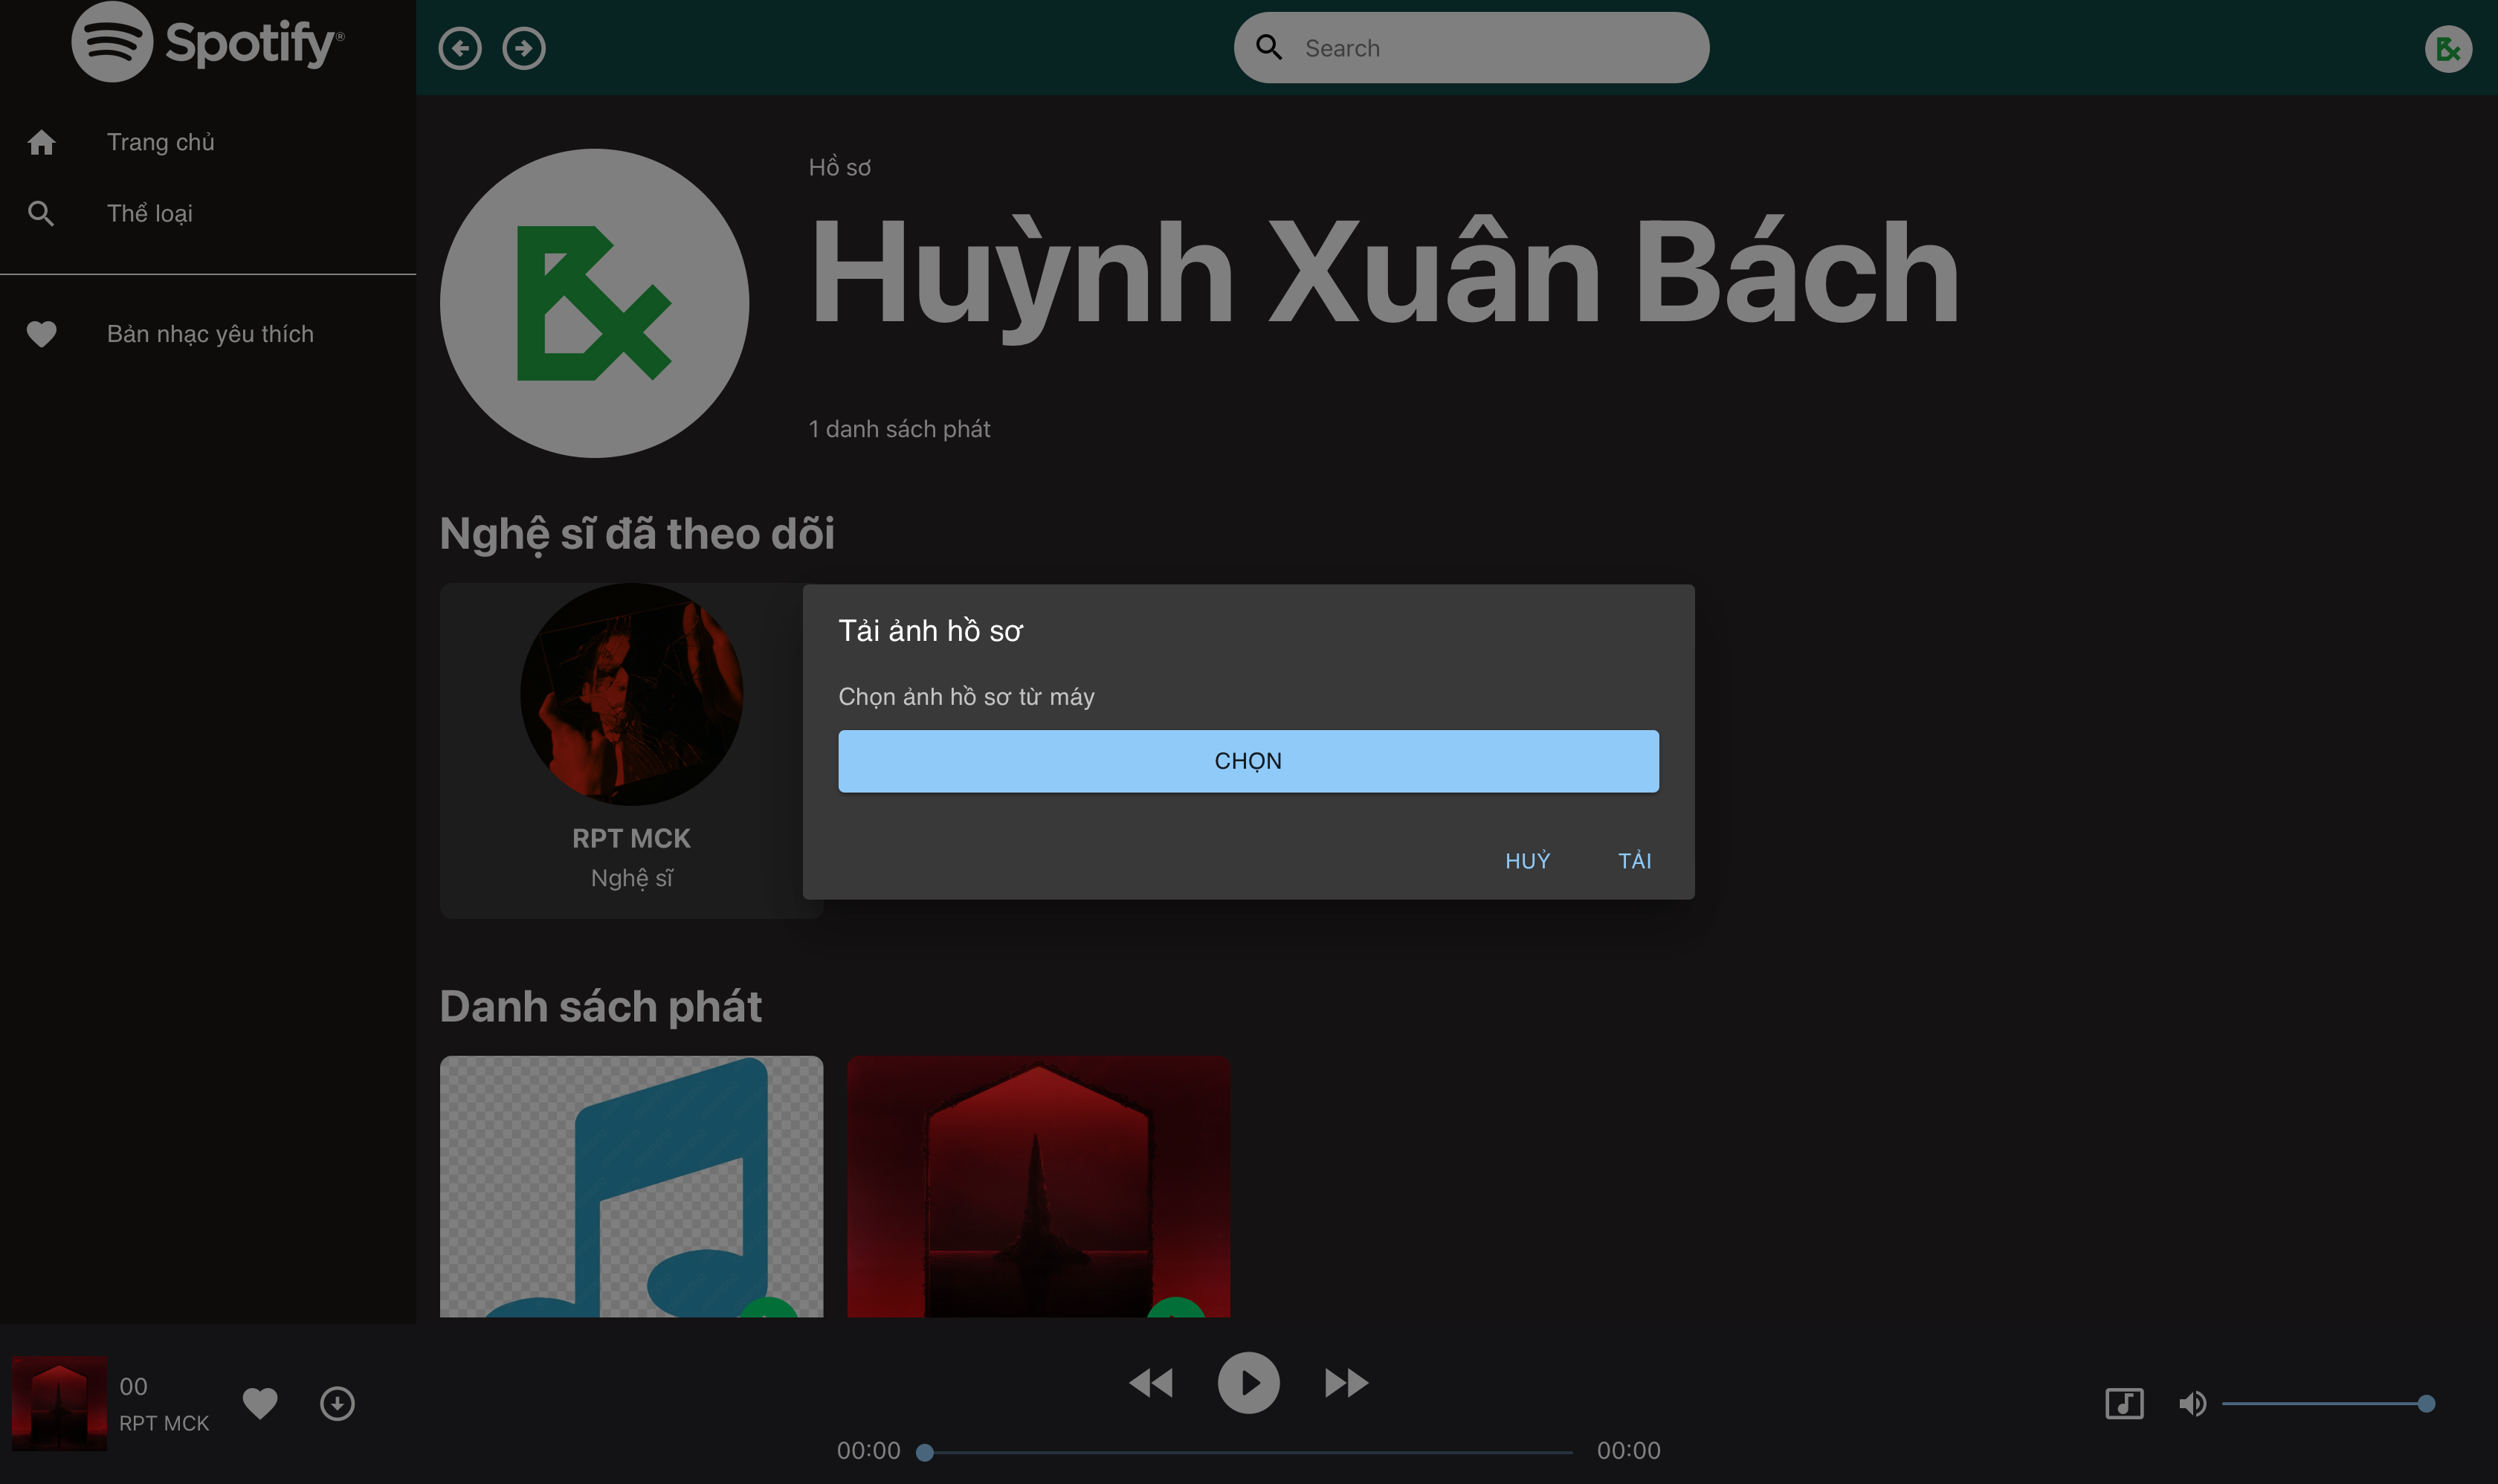 Spotify®
Search
Trang chủ
Thể loại
Bản nhạc yêu thích
Hồ sơ
Huỳnh Xuân Bách
1 danh sách phát
Nghệ sĩ đã theo dõi
RPT MCK
Nghệ sĩ
Tải ảnh hồ sơ
Chọn ảnh hồ sơ từ máy
CHỌN
HUỶ
TẢI
Danh sách phát
00
RPT MCK
00:00
00:00